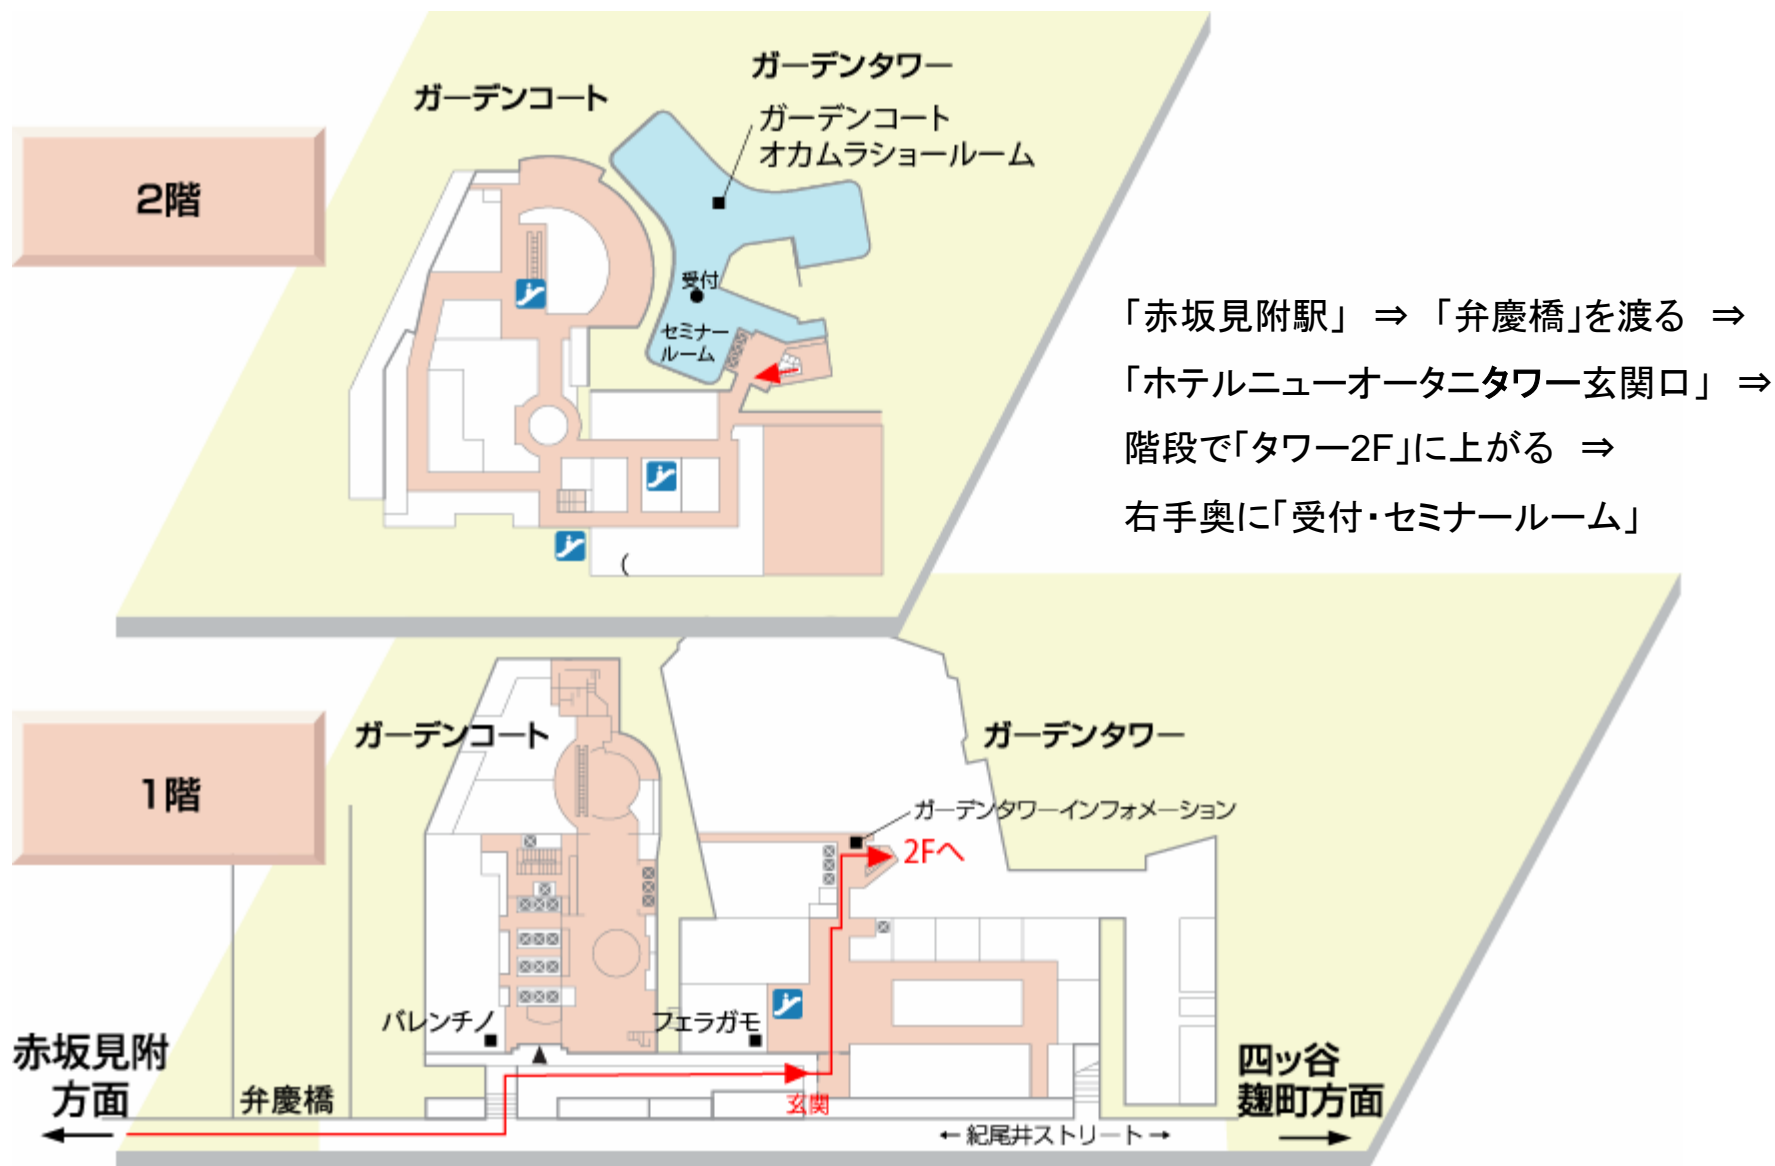 ガーデンタワー
ガーデンコート
ガーデンコート
オカムラショールーム
2階
受付
セミナー
ルーム
「赤坂見附駅」 ⇒ 「弁慶橋」を渡る ⇒
「ホテルニューオータニタワー玄関口」 ⇒
階段で「タワー2F」に上がる ⇒
右手奥に「受付・セミナールーム」
(
ガーデンコート
ガーデンタワー
1階
ガーデンタワーインフォメーション
2Fへ
バレンチノ
フェラガモ
赤坂見附
方面
弁慶橋
玄関
四ッ谷
麹町方面
←紀尾井ストリート→